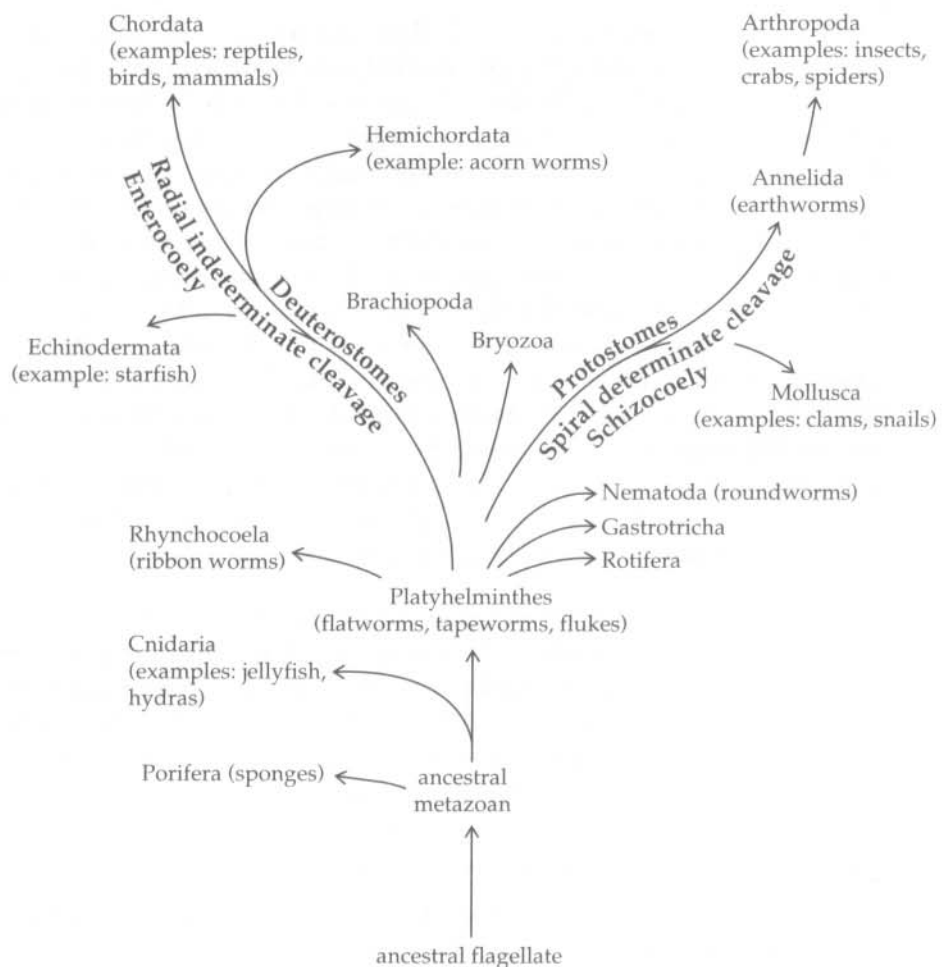 Chordata
(examples: reptiles,
birds, mammals)
Arthropoda
(examples: insects,
crabs, spiders)
Hemichordata
(example: acorn worms)
Annelida
(earthworms)
Radial indeterminate cleavage
Enterocoely
Deuterostomes
Brachiopoda
Bryozoa
Protostomes
Spiral determinate cleavage
Schizocoely
Echinodermata
(example: starfish)
Mollusca
(examples: clams, snails)
Nematoda (roundworms)
Gastrotricha
Rotifera
Rhynchocoela
(ribbon worms)
Platyhelminthes
(flatworms, tapeworms, flukes)
Cnidaria
(examples: jellyfish,
hydras)
Porifera (sponges)
ancestral
metazoan
ancestral flagellate